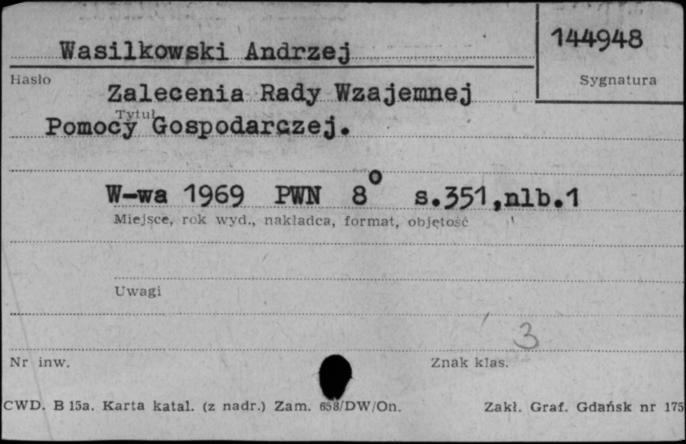 144948
Wasilkowski Andrzej
Hasło
Sygnatura
Zalecenia Rady Wzajemnej
Tytuł
Pomocy Gospodarczej.
W-wa 1969 PWN 8° s.351,nlb.1
Miejsce, rok wyd., nakładca, format, objętość
Uwagi
3
Nr inw.
Znak klas.
CWD. B 15a. Karta katal. (z nadr.) Zam. 658/DW/On.
Zakł. Graf. Gdańsk nr 175